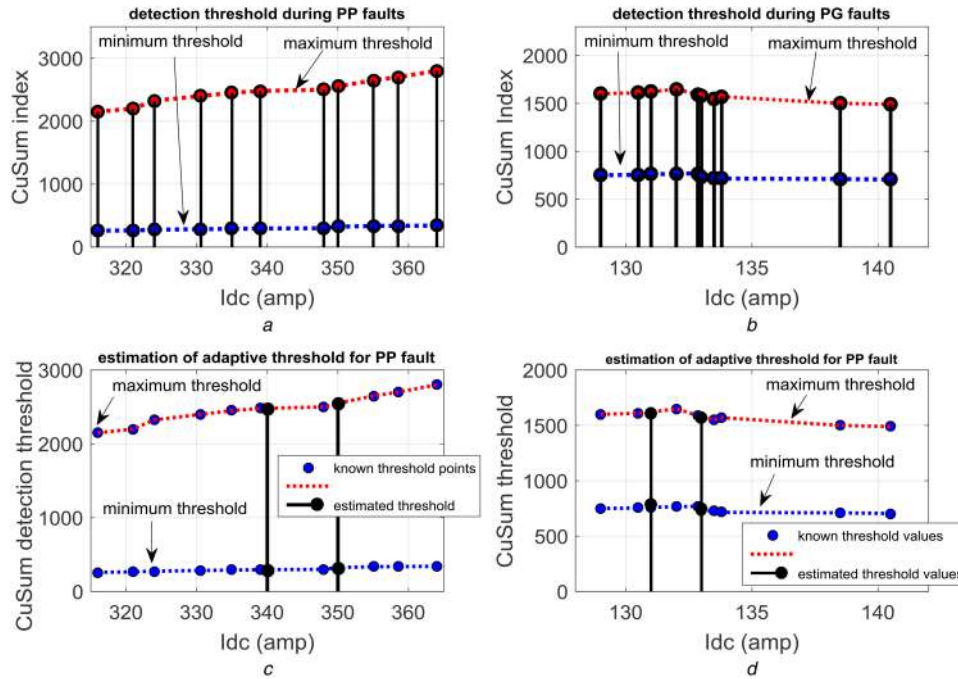 detection threshold during PP faults
minimum threshold
maximum threshold
CuSum index
3000
2000
1000
0
320
330
340
350
360
Idc (amp)
a
detection threshold during PG faults
minimum threshold
maximum threshold
CuSum Index
2000
1500
1000
500
0
130
135
140
Idc (amp)
b
estimation of adaptive threshold for PP fault
maximum threshold
minimum threshold
CuSum detection threshold
3000
2000
1000
0
known threshold points
estimated threshold
320
330
340
350
360
Idc (amp)
c
estimation of adaptive threshold for PP fault
maximum threshold
minimum threshold
CuSum threshold
2000
1500
1000
500
0
known threshold values
estimated threshold values
130
135
140
Idc (amp)
d